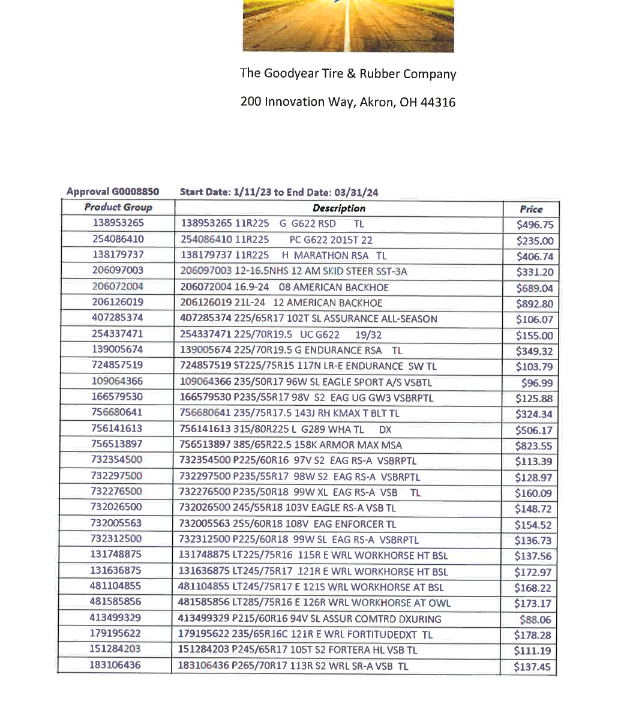 The Goodyear Tire & Rubber Company
200 Innovation Way, Akron, OH 44316
Approval G0008850 Start Date: 1/11/23 to End Date: 03/31/24
Product Group Description Price
138953265 138953265 11R225 G G622 RSD TL $496.75
254086410 254086410 11R225 PC G622 2015T 22 $235.00
138179737 138179737 11R225 H MARATHON RSA TL $406.74
206097003 206097003 12-16.5NHS 12 AM SKID STEER SST-3A $331.20
206072004 206072004 16.9-24 08 AMERICAN BACKHOE $689.04
206126019 206126019 21L-24 12 AMERICAN BACKHOE $892.80
407285374 407285374 225/65R17 102T SL ASSURANCE ALL-SEASON $106.07
254337471 254337471 225/70R19.5 UC G622 19/32 $155.00
139005674 139005674 225/70R19.5 G ENDURANCE RSA TL $349.32
724857519 724857519 ST225/75R15 117N LR-E ENDURANCE SW TL $103.79
109064366 109064366 235/50R17 96W SL EAGLE SPORT A/S VSBTL $96.99
166579530 166579530 P235/55R17 98V S2 EAG UG GW3 VSBRPTL $125.88
756680641 756680641 235/75R17.5 143J RH KMAX T BLT TL $324.34
756141613 756141613 315/80R225 L G289 WHA TL DX $506.17
756513897 756513897 385/65R22.5 158K ARMOR MAX MSA $823.55
732354500 732354500 P225/60R16 97V S2 EAG RS-A VSBRPTL $113.39
732297500 732297500 P235/55R17 98W S2 EAG RS-A VSBRPTL $128.97
732276500 732276500 P235/50R18 99W XL EAG RS-A VSB TL $160.09
732026500 732026500 245/55R18 103V EAGLE RS-A VSB TL $148.72
732005563 732005563 255/60R18 108V EAG ENFORCER TL $154.52
732312500 732312500 P225/60R18 99W SL EAG RS-A VSBRPTL $136.73
131748875 131748875 LT225/75R16 115R E WRL WORKHORSE HT BSL $137.56
131636875 131636875 LT245/75R17 121R E WRL WORKHORSE HT BSL $172.97
481104855 481104855 LT245/75R17 E 121S WRL WORKHORSE AT BSL $168.22
481585856 481585856 LT285/75R16 E 126R WRL WORKHORSE AT OWL $173.17
413499329 413499329 P215/60R16 94V SL ASSUR COMTRD DXURING $88.06
179195622 179195622 235/65R16C 121R E WRL FORTITUDEDXT TL $178.28
151284203 151284203 P245/65R17 105T S2 FORTERA HL VSB TL $111.19
183106436 183106436 P265/70R17 113R S2 WRL SR-A VSB TL $137.45